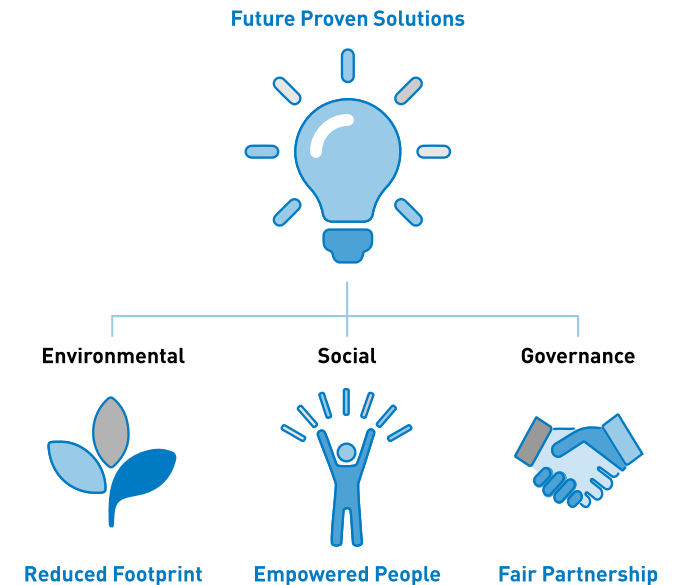 Future Proven Solutions
Environmental
Social
Governance
Reduced Footprint
Empowered People
Fair Partnership